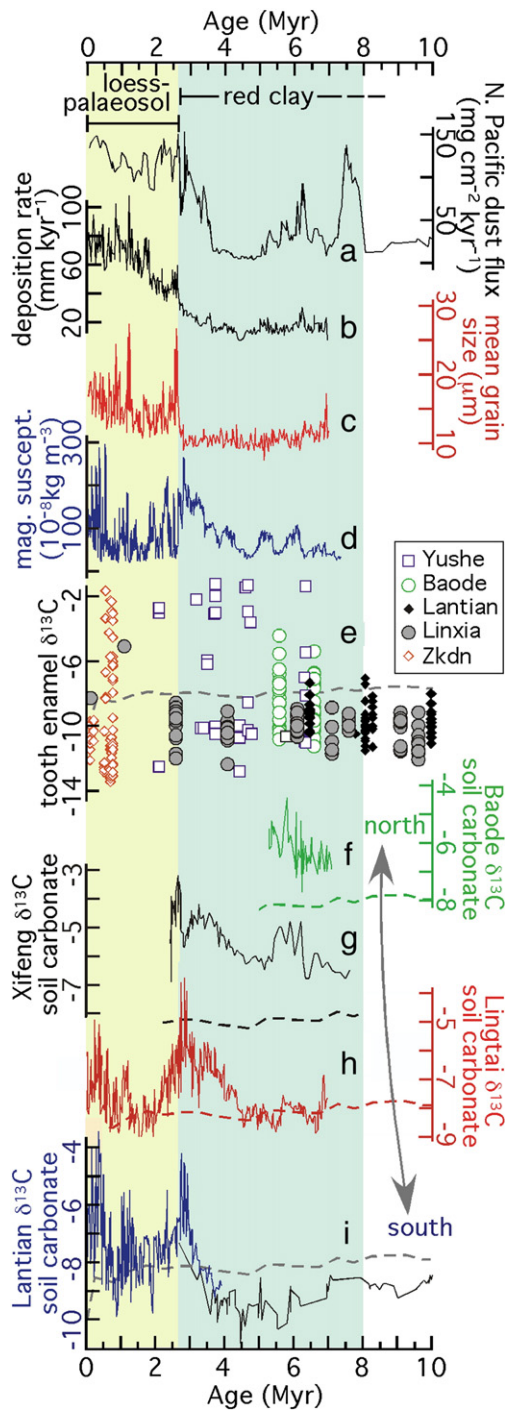 Age (Myr)
0 2 4 6 8 10
loess-
palaeosol
red clay
N. Pacific dust flux
(mg cm⁻² kyr⁻¹)
150
50
a
deposition rate
(mm kyr⁻¹)
100
60
20
b
mean grain
size (μm)
30
20
10
c
mag. suscept.
(10⁻⁸kg m⁻³)
300
100
d
Yushe
Baode
Lantian
Linxia
Zkdn
tooth enamel δ¹³C
-2
-6
-10
-14
e
Baode δ¹³C
soil carbonate
-4
-6
-8
f
north
Xifeng δ¹³C
soil carbonate
-3
-5
-7
g
Lingtai δ¹³C
soil carbonate
-5
-7
-9
h
south
Lantian δ¹³C
soil carbonate
-4
-6
-8
-10
i
0 2 4 6 8 10
Age (Myr)